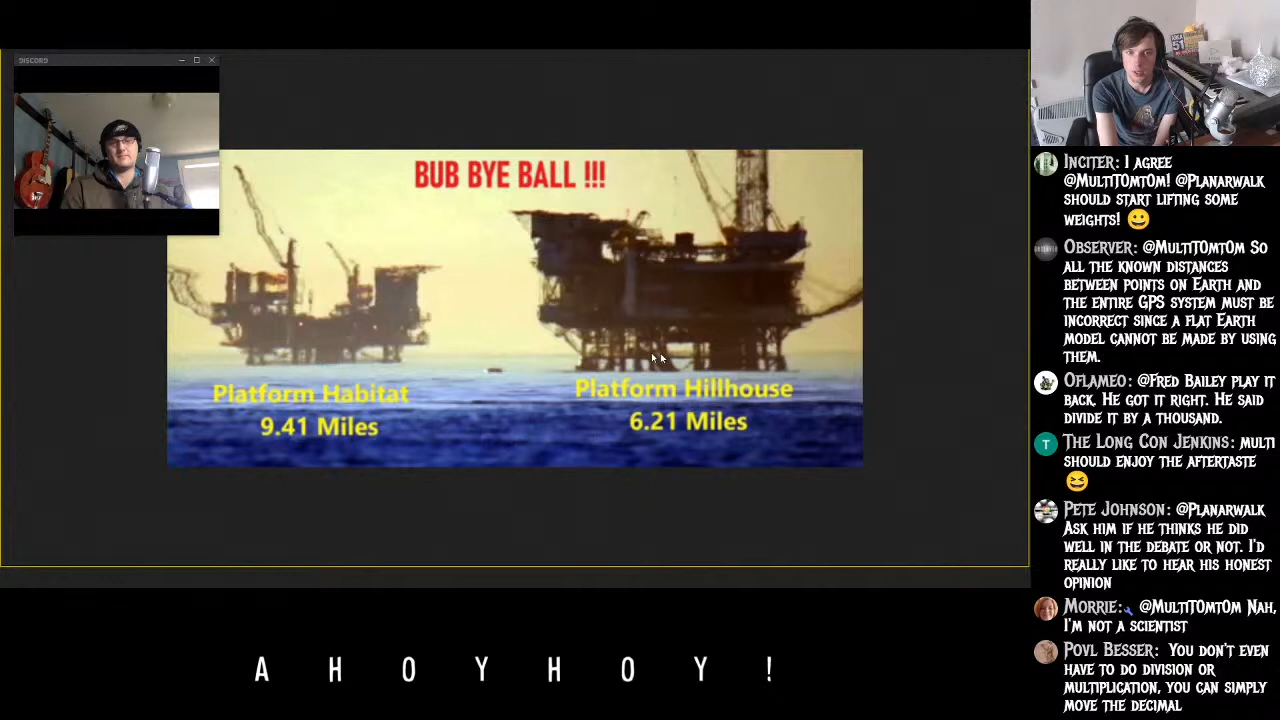 DISCORD
BUB BYE BALL !!!
Platform Habitat
9.41 Miles
Platform Hillhouse
6.21 Miles
A H O Y H O Y !
AREA
51
Inciter: I agree
@MultiTomtom! @Planarwalk
should start lifting some
weights! 😀
Observer: @MultiTomtom So
all the known distances
between points on Earth and
the entire GPS system must be
incorrect since a flat Earth
model cannot be made by using
them.
Oflameo: @Fred Bailey play it
back. He got it right. He said
divide it by a thousand.
T
The Long Con Jenkins: multi
should enjoy the aftertaste
😆
Pete Johnson: @Planarwalk
Ask him if he thinks he did
well in the debate or not. I'd
really like to hear his honest
opinion
Morrie: @MultiTomtom Nah,
I'm not a scientist
Povl Besser: You don't even
have to do division or
multiplication, you can simply
move the decimal